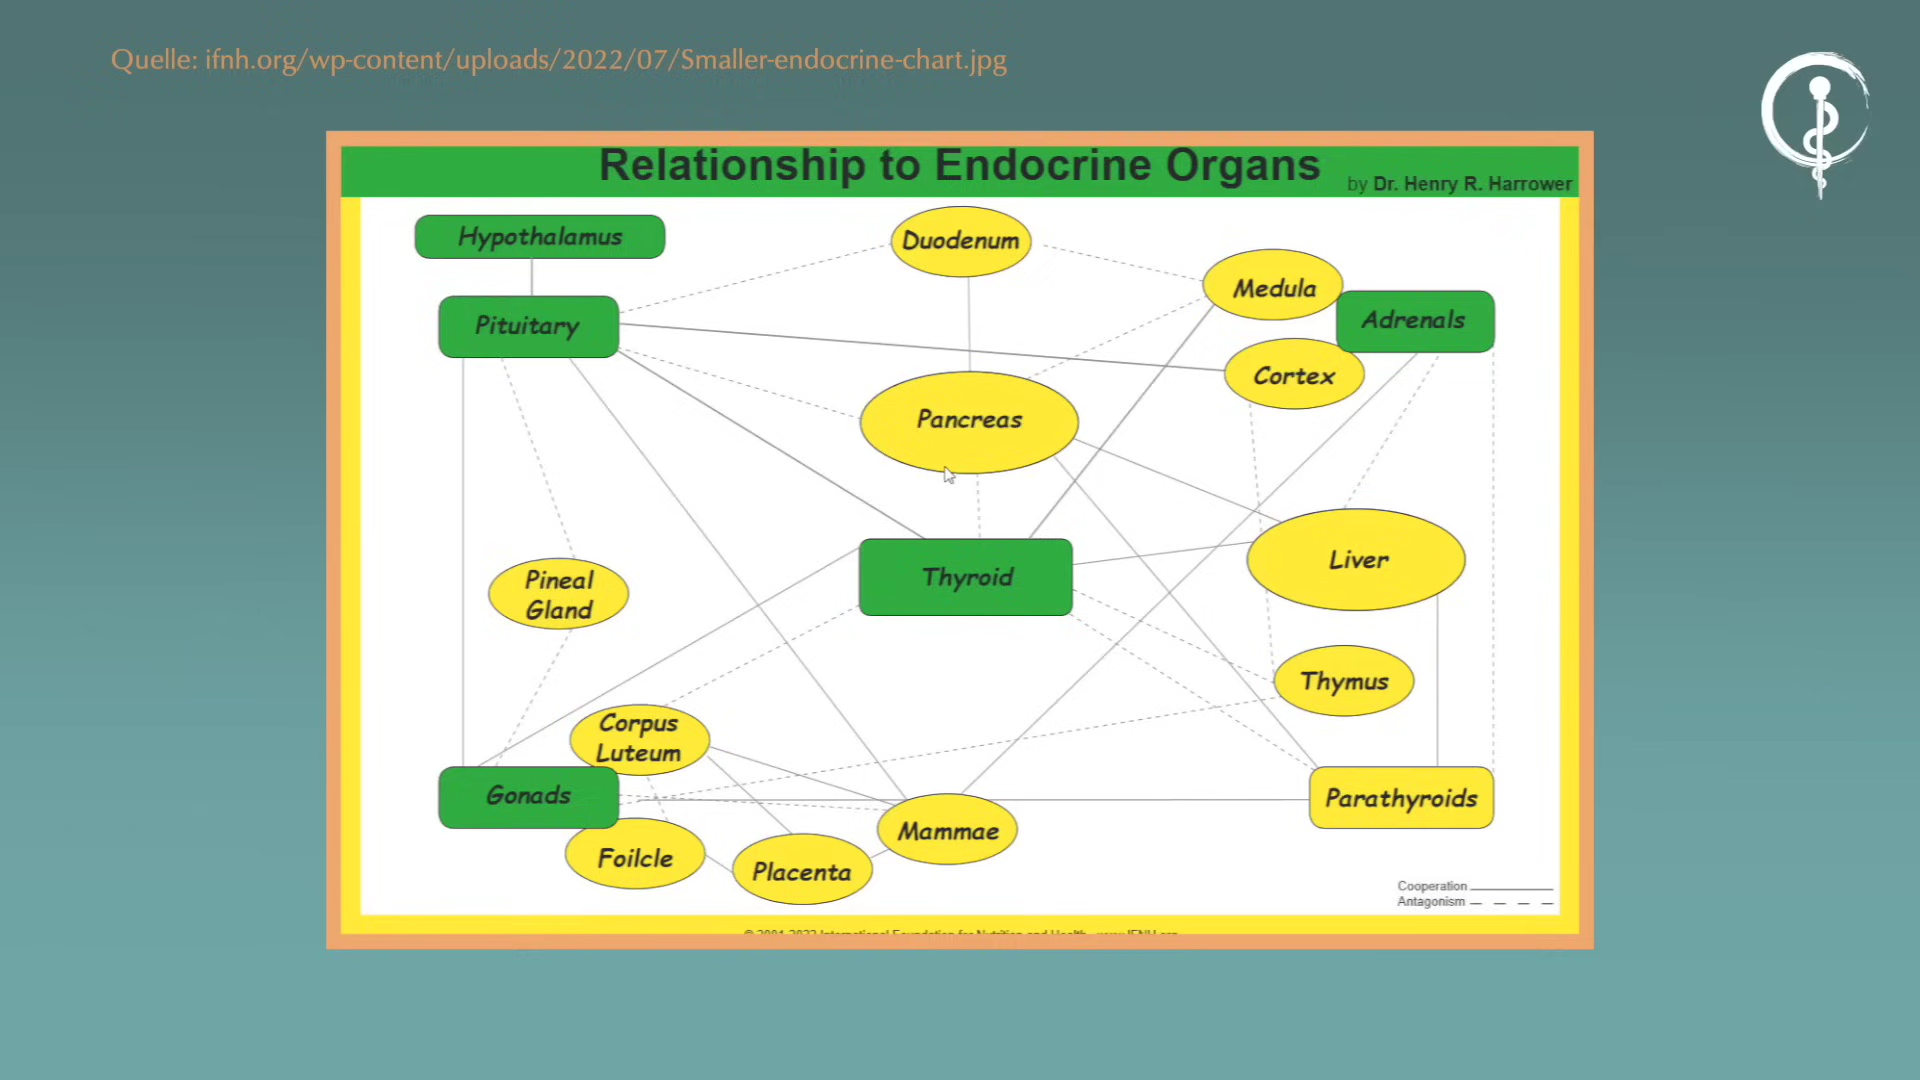 Quelle: ifnh.org/wp-content/uploads/2022/07/Smaller-endocrine-chart.jpg
Relationship to Endocrine Organs
by Dr. Henry R. Harrower
Hypothalamus
Duodenum
Medula
Pituitary
Adrenals
Cortex
Pancreas
Liver
Thyroid
Pineal
Gland
Thymus
Corpus
Luteum
Gonads
Parathyroids
Mammae
Foilcle
Placenta
Cooperation
Antagonism